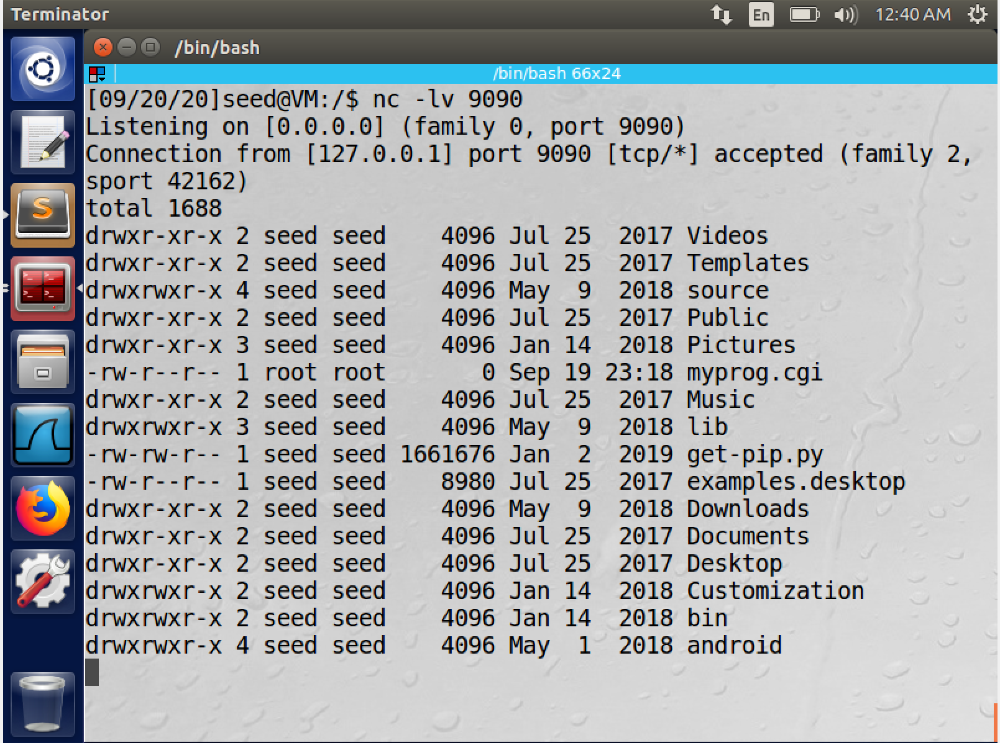 Terminator
En
12:40 AM
/bin/bash
/bin/bash 66x24
[09/20/20]seed@VM:/$ nc -lv 9090
Listening on [0.0.0.0] (family 0, port 9090)
Connection from [127.0.0.1] port 9090 [tcp/*] accepted (family 2,
sport 42162)
total 1688
drwxr-xr-x 2 seed seed    4096 Jul 25  2017 Videos
drwxr-xr-x 2 seed seed    4096 Jul 25  2017 Templates
drwxrwxr-x 4 seed seed    4096 May  9  2018 source
drwxr-xr-x 2 seed seed    4096 Jul 25  2017 Public
drwxr-xr-x 3 seed seed    4096 Jan 14  2018 Pictures
-rw-r--r-- 1 root root       0 Sep 19 23:18 myprog.cgi
drwxr-xr-x 2 seed seed    4096 Jul 25  2017 Music
drwxrwxr-x 3 seed seed    4096 May  9  2018 lib
-rw-rw-r-- 1 seed seed 1661676 Jan  2  2019 get-pip.py
-rw-r--r-- 1 seed seed    8980 Jul 25  2017 examples.desktop
drwxr-xr-x 2 seed seed    4096 May  9  2018 Downloads
drwxr-xr-x 2 seed seed    4096 Jul 25  2017 Documents
drwxr-xr-x 2 seed seed    4096 Jul 25  2017 Desktop
drwxrwxr-x 2 seed seed    4096 Jan 14  2018 Customization
drwxrwxr-x 2 seed seed    4096 Jan 14  2018 bin
drwxrwxr-x 4 seed seed    4096 May  1  2018 android